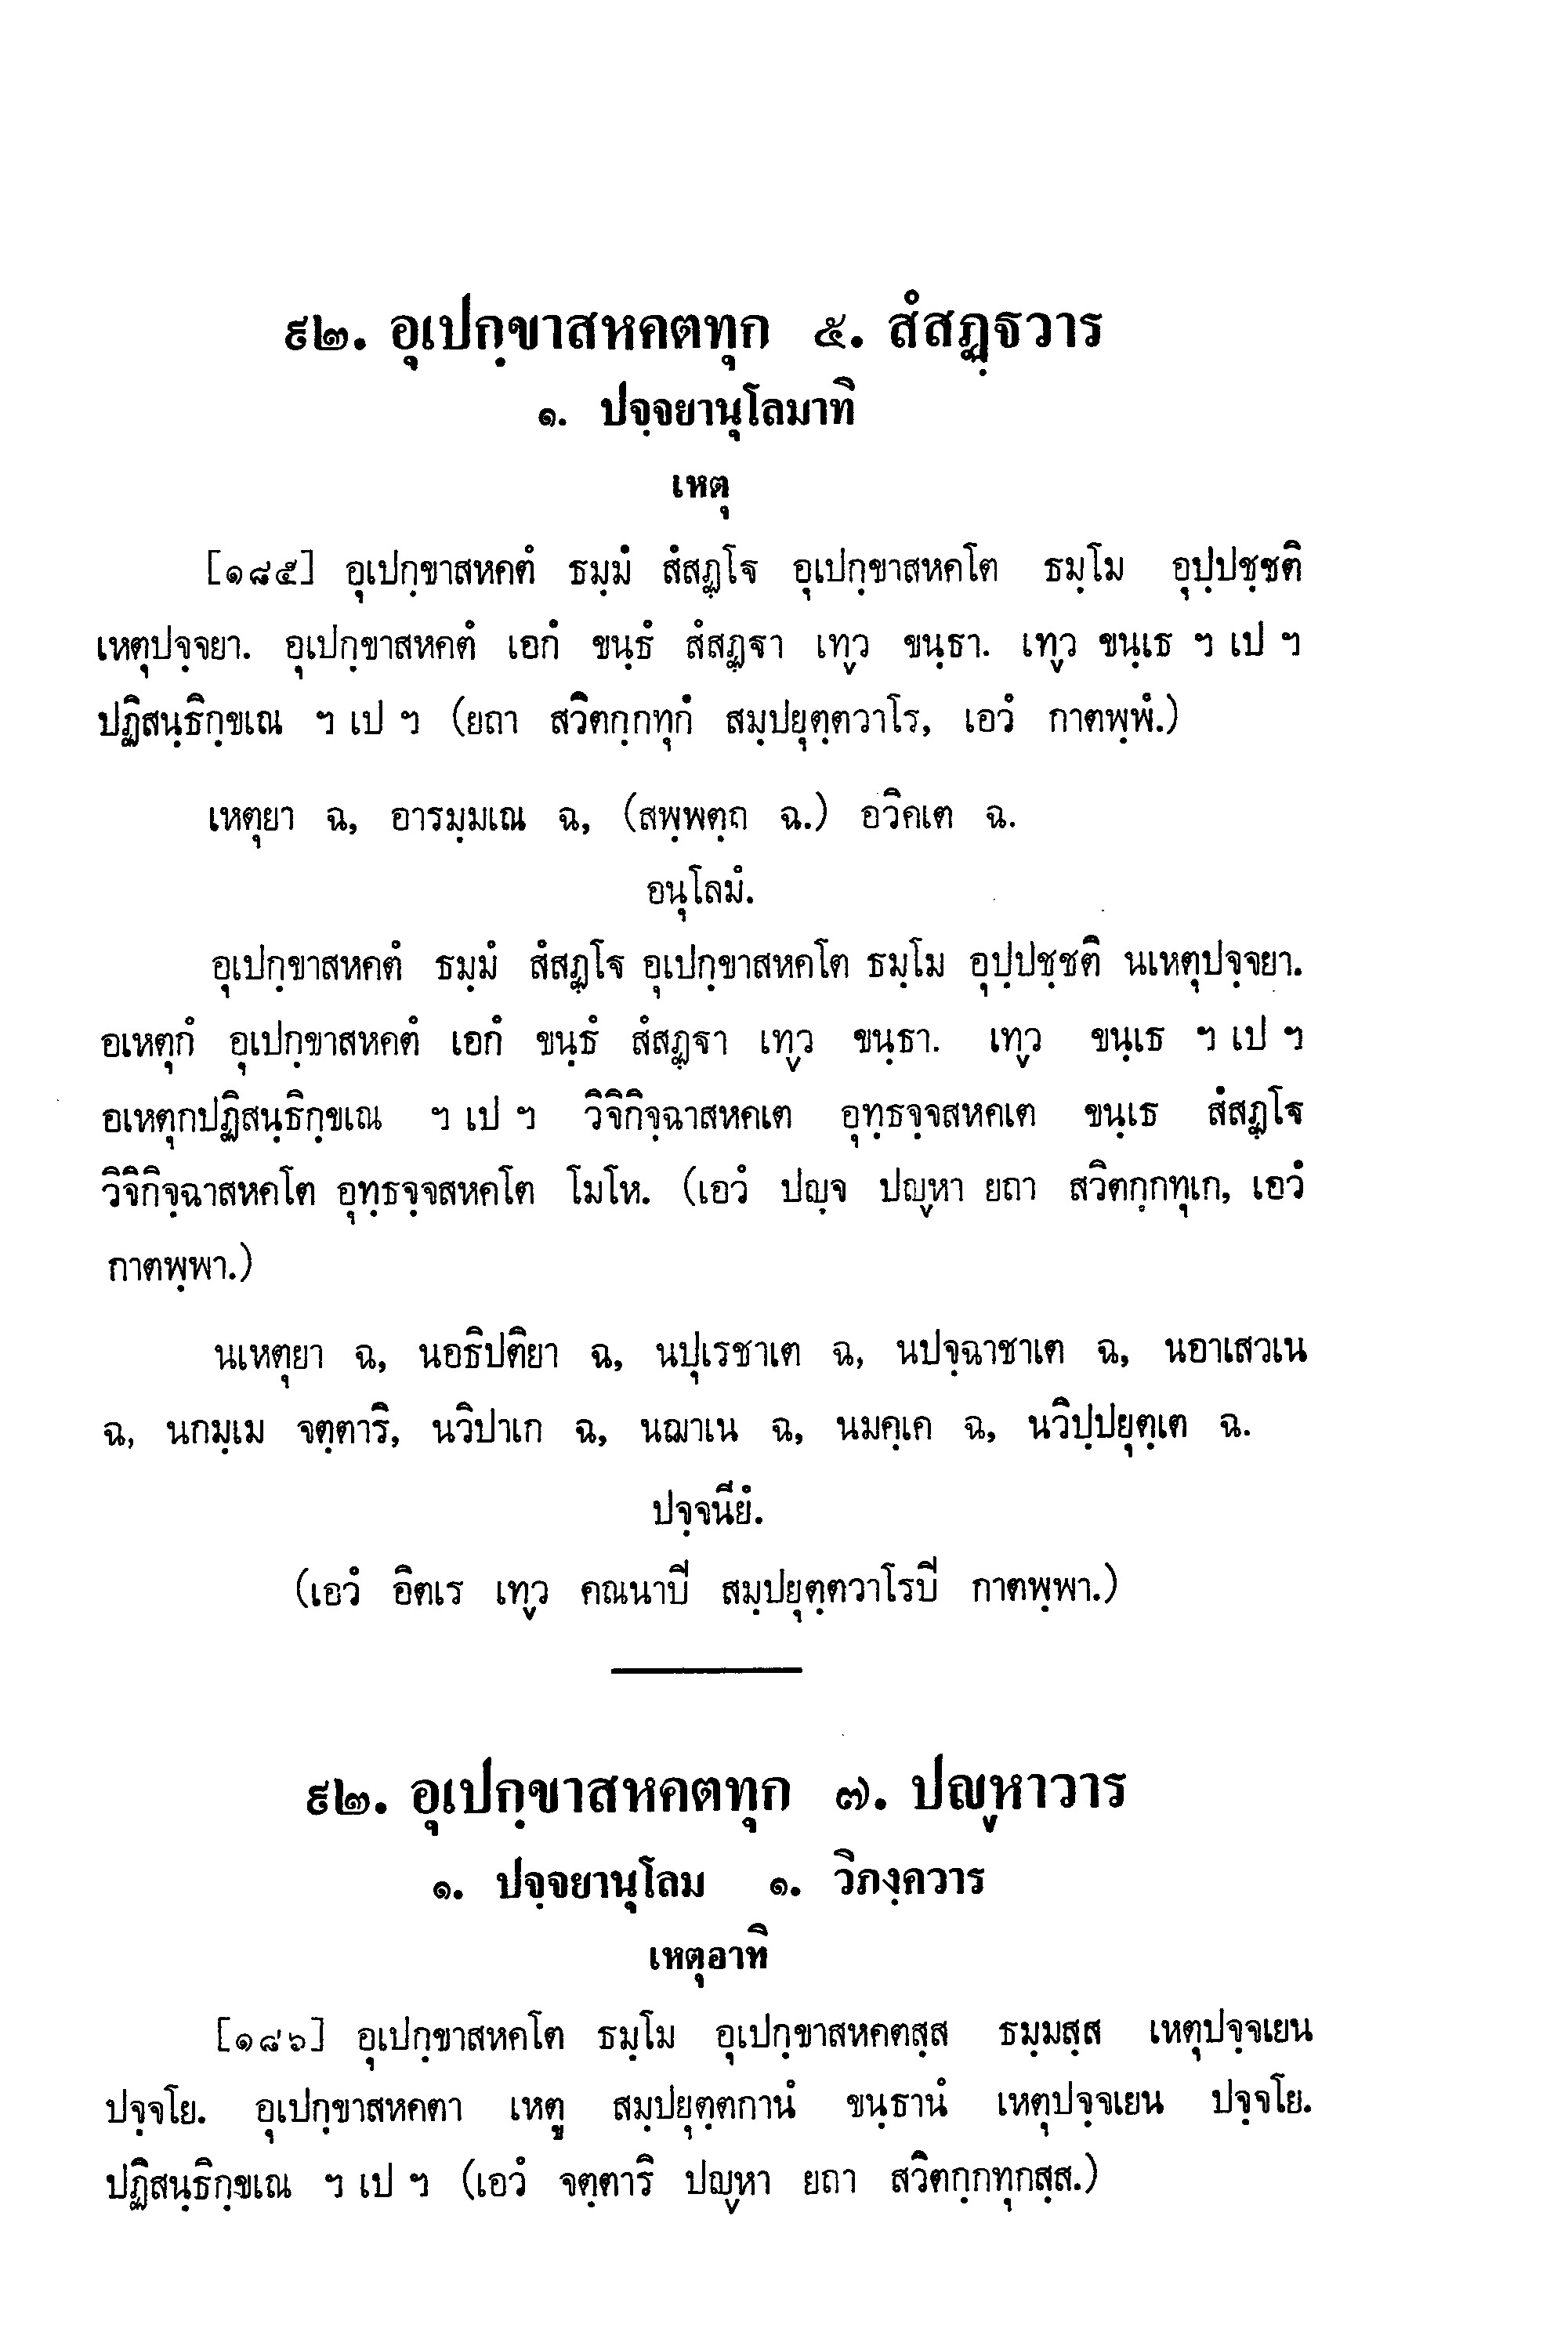 ๙๒. อุเปกฺขาสหคตทุก ๕. สํสฏฺฐวาร
๑. ปจฺจยานุโลมาทิ
เหตุ
[๑๘๕] อุเปกฺขาสหคตํ ธมฺมํ สํสฏฺโฐ อุเปกฺขาสหคโต ธมฺโม อุปฺปชฺชติ
เหตุปจฺจยา. อุเปกฺขาสหคตํ เอกํ ขนฺธํ สํสฏฺฐา เทฺว ขนฺธา. เทฺว ขนฺเธ ฯ เป ฯ
ปฏิสนฺธิกฺขเณ ฯ เป ฯ (ยถา สวิตกฺกทุกํ สมฺปยุตฺตวาโร, เอวํ กาตพฺพํ.)
เหตุยา ฉ, อารมฺมเณ ฉ, (สพฺพตฺถ ฉ.) อวิคเต ฉ.
อนุโลมํ.
อุเปกฺขาสหคตํ ธมฺมํ สํสฏฺโฐ อุเปกฺขาสหคโต ธมฺโม อุปฺปชฺชติ นเหตุปจฺจยา.
อเหตุกํ อุเปกฺขาสหคตํ เอกํ ขนฺธํ สํสฏฺฐา เทฺว ขนฺธา. เทฺว ขนฺเธ ฯ เป ฯ
อเหตุกปฏิสนฺธิกฺขเณ ฯ เป ฯ วิจิกิจฺฉาสหคเต อุทฺธจฺจสหคเต ขนฺเธ สํสฏฺโฐ
วิจิกิจฺฉาสหคโต อุทฺธจฺจสหคโต โมโห. (เอวํ ปญฺจ ปญฺหา ยถา สวิตกฺกทุเก, เอวํ
กาตพฺพา.)
นเหตุยา ฉ, นอธิปติยา ฉ, นปุเรชาเต ฉ, นปจฺฉาชาเต ฉ, นอาเสวเน
ฉ, นกมฺเม จตฺตาริ, นวิปาเก ฉ, นฌาเน ฉ, นมคฺเค ฉ, นวิปฺปยุตฺเต ฉ.
ปจฺจนียํ.
(เอวํ อิตเร เทฺว คณนาปิ สมฺปยุตฺตวาโรปิ กาตพฺพา.)
๙๒. อุเปกฺขาสหคตทุก ๗. ปญฺหาวาร
๑. ปจฺจยานุโลม ๑. วิภงฺควาร
เหตุอาทิ
[๑๘๖] อุเปกฺขาสหคโต ธมฺโม อุเปกฺขาสหคตสฺส ธมฺมสฺส เหตุปจฺจเยน
ปจฺจโย. อุเปกฺขาสหคตา เหตู สมฺปยุตฺตกานํ ขนฺธานํ เหตุปจฺจเยน ปจฺจโย.
ปฏิสนฺธิกฺขเณ ฯ เป ฯ (เอวํ จตฺตาริ ปญฺหา ยถา สวิตกฺกทุกสฺส.)